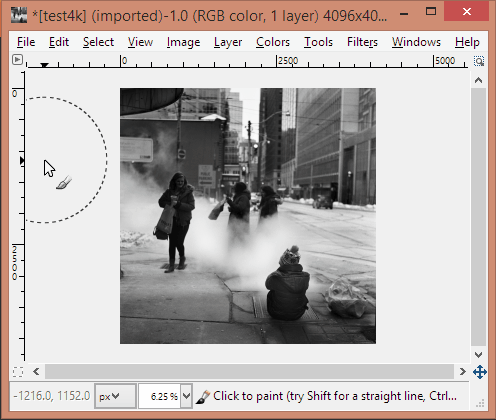 *[test4k] (imported)-1.0 (RGB color, 1 layer) 4096x40...
File Edit Select View Image Layer Colors Tools Filters Windows Help
0 2500 5000
0
2500
-1216.0, 1152.0 px 6.25 % Click to paint (try Shift for a straight line, Ctrl...